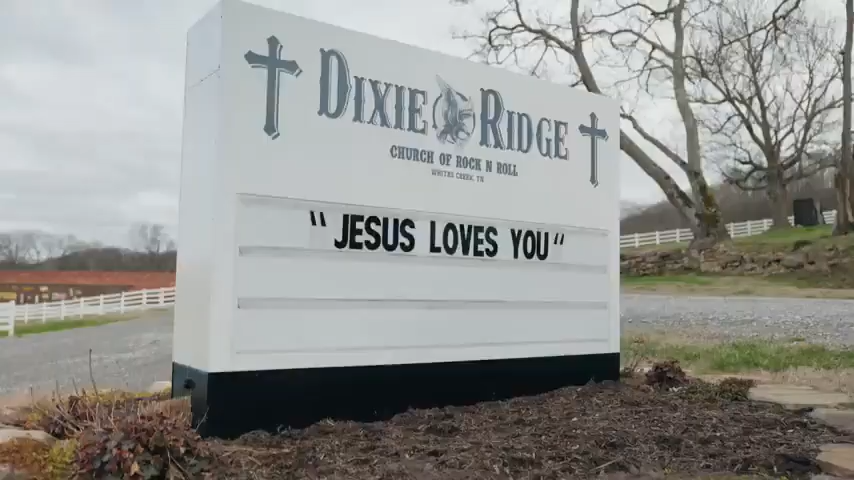 DIXIE RIDGE
CHURCH OF ROCK N ROLL
WHITES CREEK, TN
"JESUS LOVES YOU"